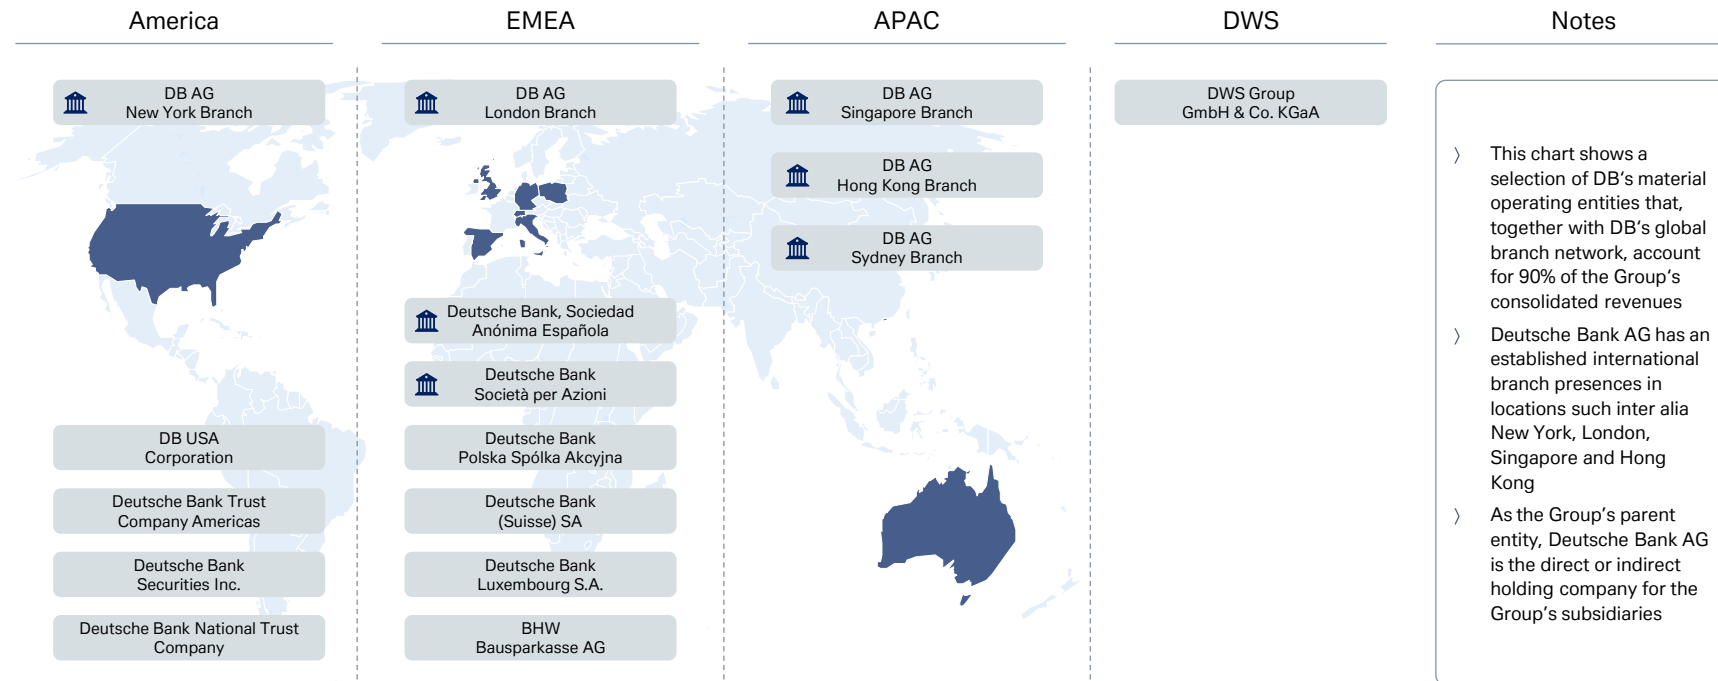 America
DB AG
New York Branch
DB USA
Corporation
Deutsche Bank Trust
Company Americas
Deutsche Bank
Securities Inc.
Deutsche Bank National Trust
Company
EMEA
DB AG
London Branch
Deutsche Bank, Sociedad
Anónima Española
Deutsche Bank
Società per Azioni
Deutsche Bank
Polska Spólka Akcyjna
Deutsche Bank
(Suisse) SA
Deutsche Bank
Luxembourg S.A.
BHW
Bausparkasse AG
APAC
DB AG
Singapore Branch
DB AG
Hong Kong Branch
DB AG
Sydney Branch
DWS
DWS Group
GmbH & Co. KGaA
Notes
〉 This chart shows a
selection of DB's material
operating entities that,
together with DB's global
branch network, account
for 90% of the Group's
consolidated revenues
〉 Deutsche Bank AG has an
established international
branch presences in
locations such inter alia
New York, London,
Singapore and Hong
Kong
〉 As the Group's parent
entity, Deutsche Bank AG
is the direct or indirect
holding company for the
Group's subsidiaries